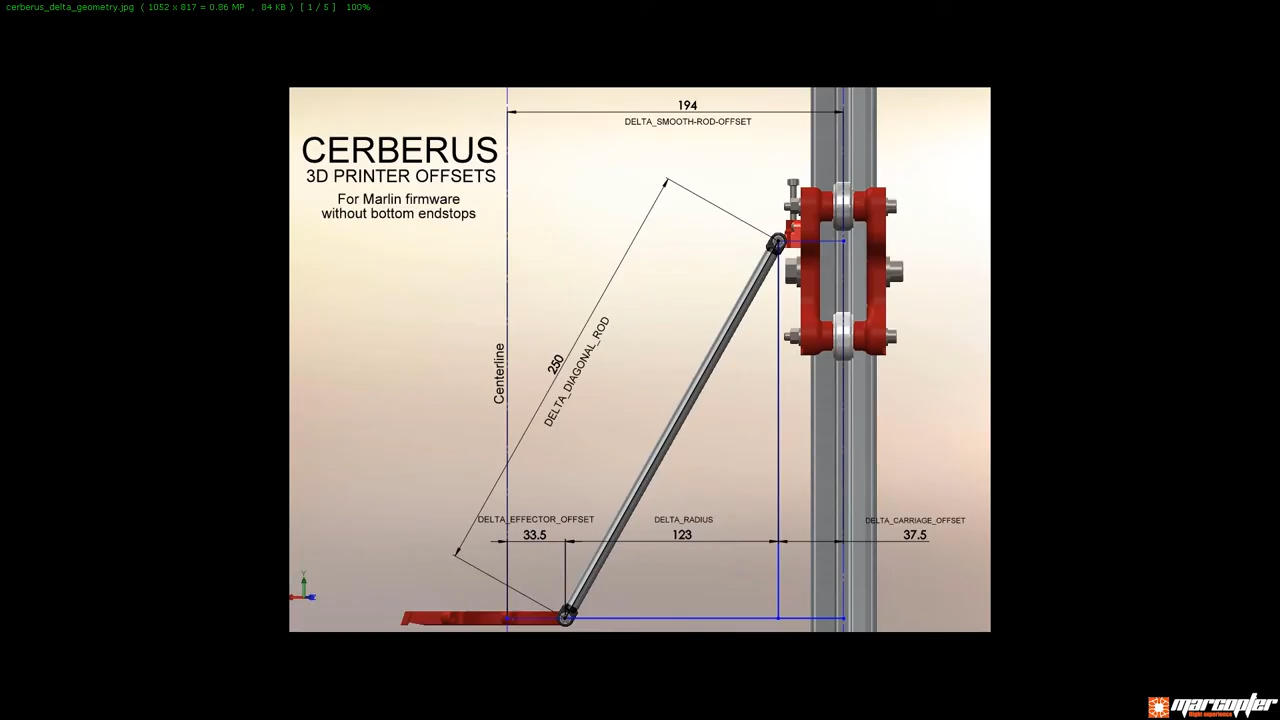 cerberus_delta_geometry.jpg ( 1052 x 817 = 0.86 MP , 84 KB ) [ 1 / 5 ] 100%
194
DELTA_SMOOTH-ROD-OFFSET
CERBERUS
3D PRINTER OFFSETS
For Marlin firmware
without bottom endstops
Centerline
250
DELTA_DIAGONAL_ROD
DELTA_EFFECTOR_OFFSET
33.5
DELTA_RADIUS
123
DELTA_CARRIAGE_OFFSET
37.5
Y
marcopter
flight experience